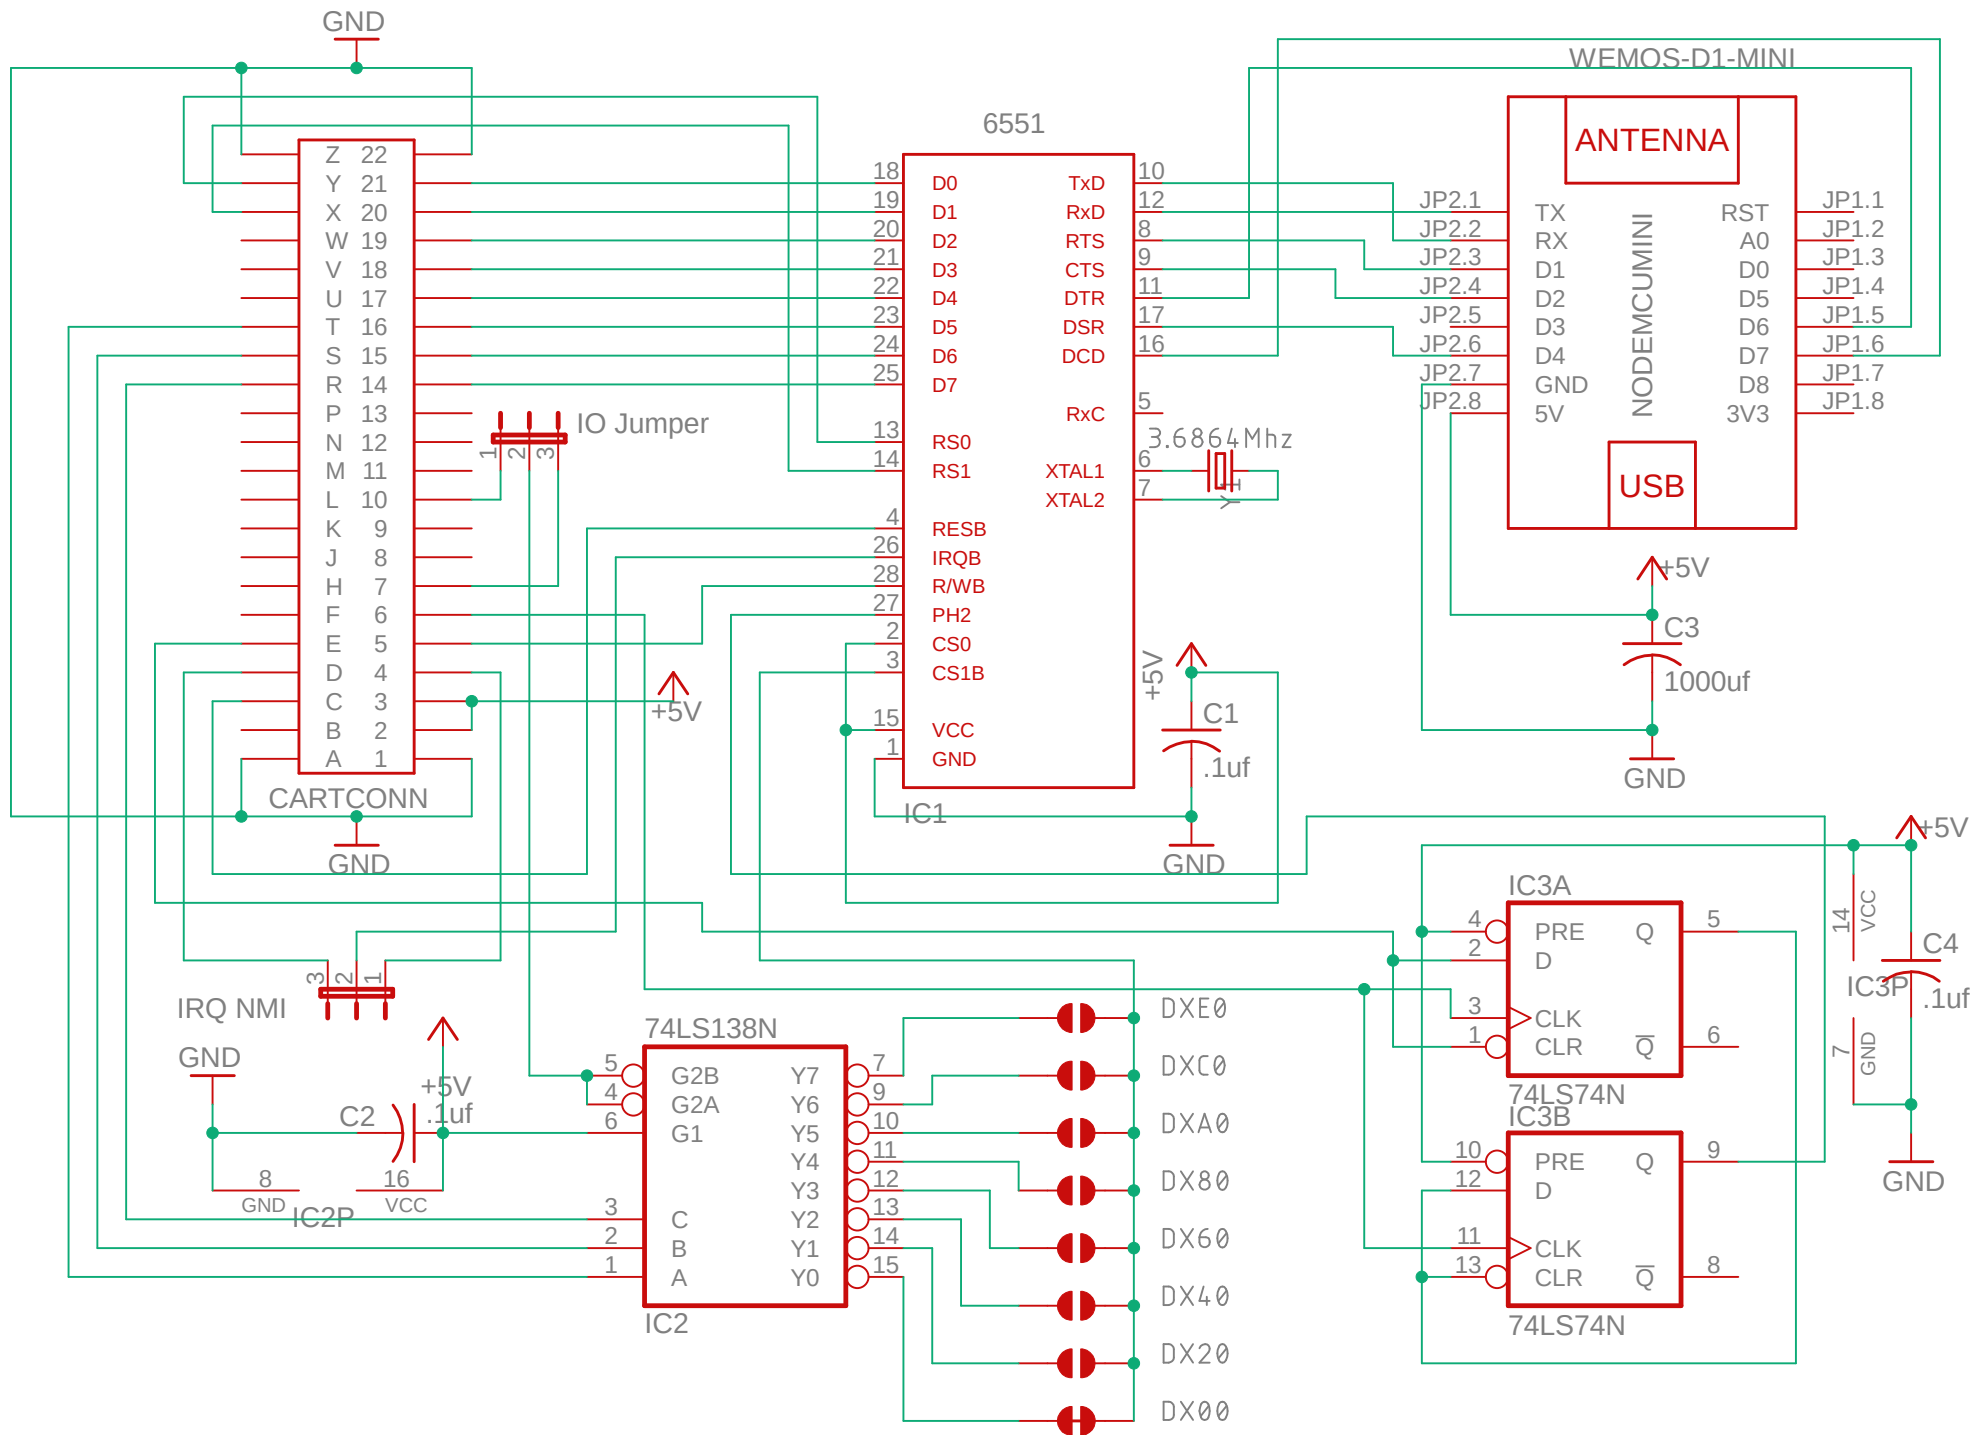 GND
WEMOS-D1-MINI
6551
ANTENNA
Z 22
Y 21
X 20
W 19
V 18
U 17
T 16
S 15
R 14
P 13
N 12
M 11
L 10
K 9
J 8
H 7
F 6
E 5
D 4
C 3
B 2
A 1
CARTCONN
GND
IO Jumper
1
2
3
+5V
18 D0
19 D1
20 D2
21 D3
22 D4
23 D5
24 D6
25 D7
13 RS0
14 RS1
4 RESB
26 IRQB
28 R/WB
27 PH2
2 CS0
3 CS1B
15 VCC
1 GND
TxD 10
RxD 12
RTS 8
CTS 9
DTR 11
DSR 17
DCD 16
RxC 5
XTAL1 6
XTAL2 7
IC1
3.6864Mhz
Y1
+5V
C1
.1uf
GND
JP2.1 TX
JP2.2 RX
JP2.3 D1
JP2.4 D2
JP2.5 D3
JP2.6 D4
JP2.7 GND
JP2.8 5V
NODEMCUMINI
RST JP1.1
A0 JP1.2
D0 JP1.3
D5 JP1.4
D6 JP1.5
D7 JP1.6
D8 JP1.7
3V3 JP1.8
USB
+5V
C3
1000uf
GND
3
2
1
IRQ NMI
GND
+5V
C2
.1uf
8
GND
IC2P
16
VCC
74LS138N
5 G2B
4 G2A
6 G1
3 C
2 B
1 A
Y7 7
Y6 9
Y5 10
Y4 11
Y3 12
Y2 13
Y1 14
Y0 15
IC2
DXE0
DXC0
DXA0
DX80
DX60
DX40
DX20
DX00
IC3A
4 PRE
2 D
3 CLK
1 CLR
Q 5
Q 6
74LS74N
IC3B
10 PRE
12 D
11 CLK
13 CLR
Q 9
Q 8
74LS74N
+5V
14
VCC
IC3P
7
GND
C4
.1uf
GND